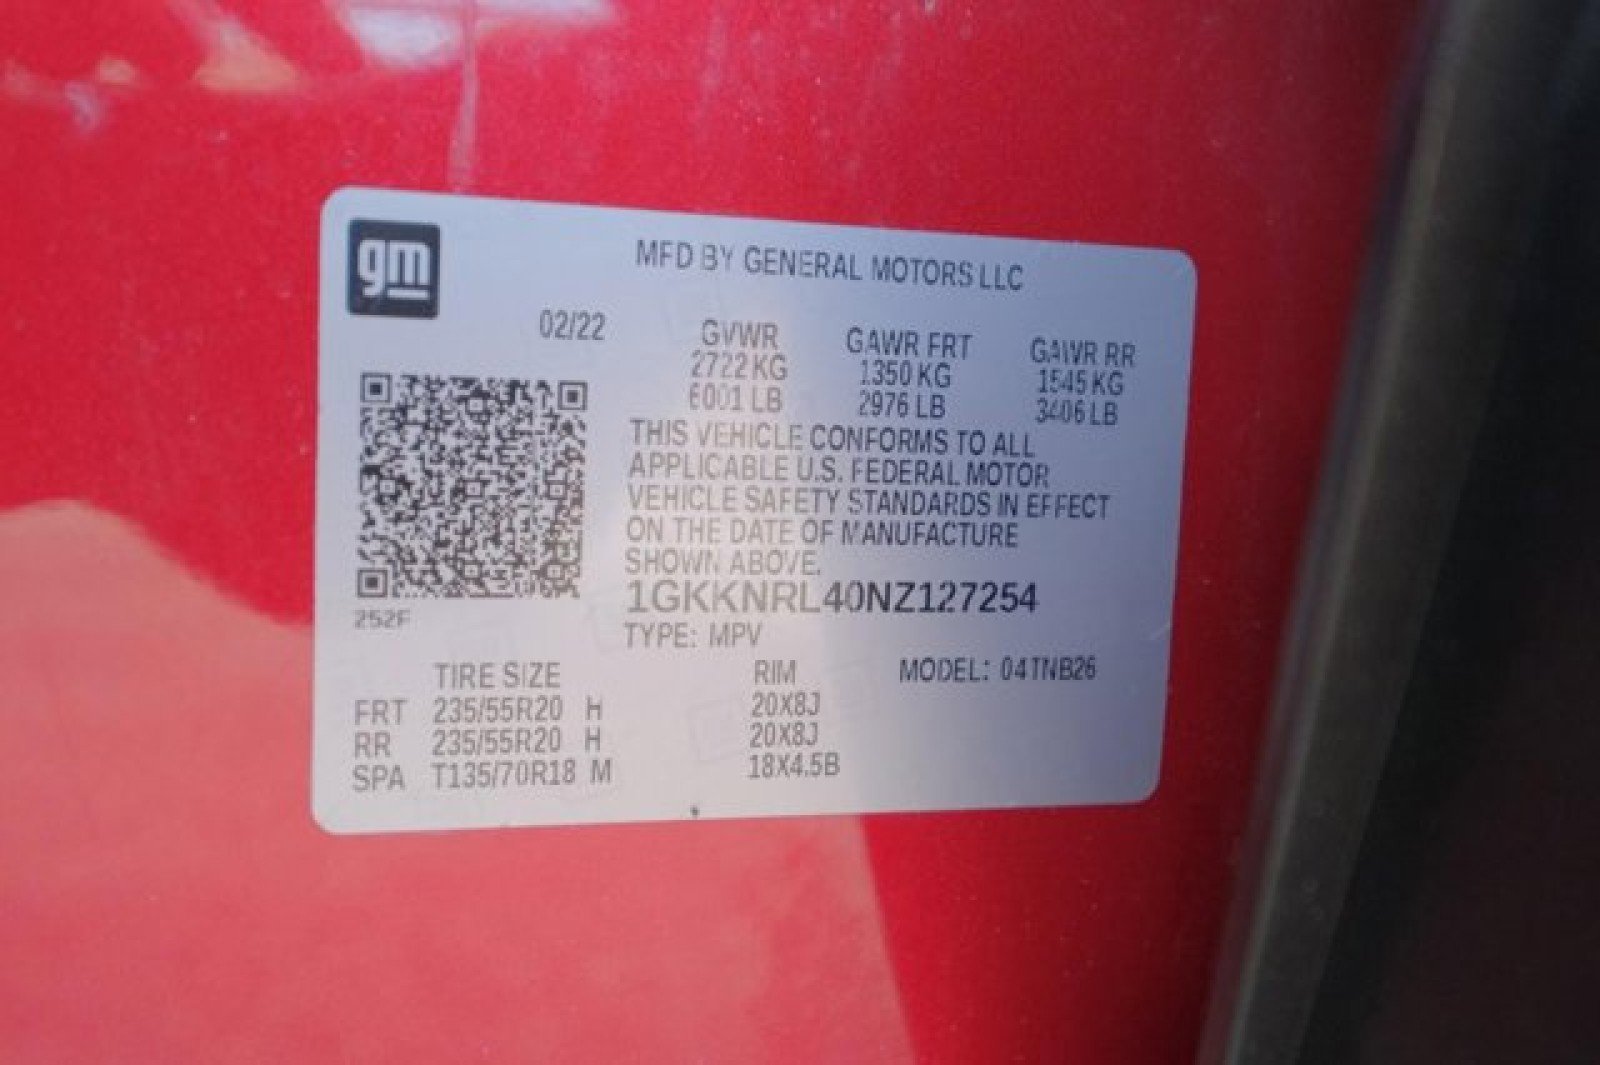 gm
MFD BY GENERAL MOTORS LLC
02/22
GVWR GAWR FRT GAWR RR
2722 KG 1350 KG 1545 KG
6001 LB 2976 LB 3406 LB
THIS VEHICLE CONFORMS TO ALL
APPLICABLE U.S. FEDERAL MOTOR
VEHICLE SAFETY STANDARDS IN EFFECT
ON THE DATE OF MANUFACTURE
SHOWN ABOVE.
1GKKNRL40NZ127254
252F
TYPE: MPV
TIRE SIZE RIM MODEL: 04TNB26
FRT 235/55R20 H 20X8J
RR 235/55R20 H 20X8J
SPA T135/70R18 M 18X4.5B